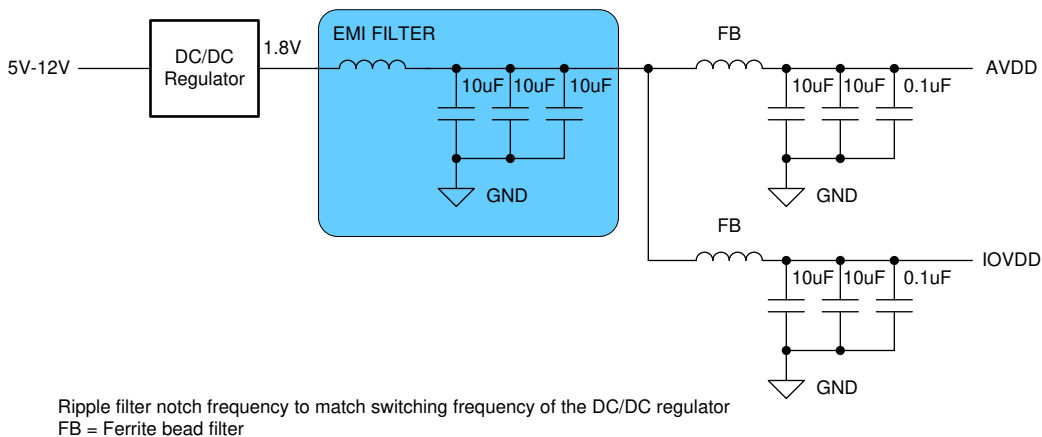 5V-12V
DC/DC
Regulator
1.8V
EMI FILTER
10uF 10uF 10uF
GND
FB
10uF 10uF 0.1uF
AVDD
GND
FB
10uF 10uF 0.1uF
IOVDD
GND
Ripple filter notch frequency to match switching frequency of the DC/DC regulator
FB = Ferrite bead filter